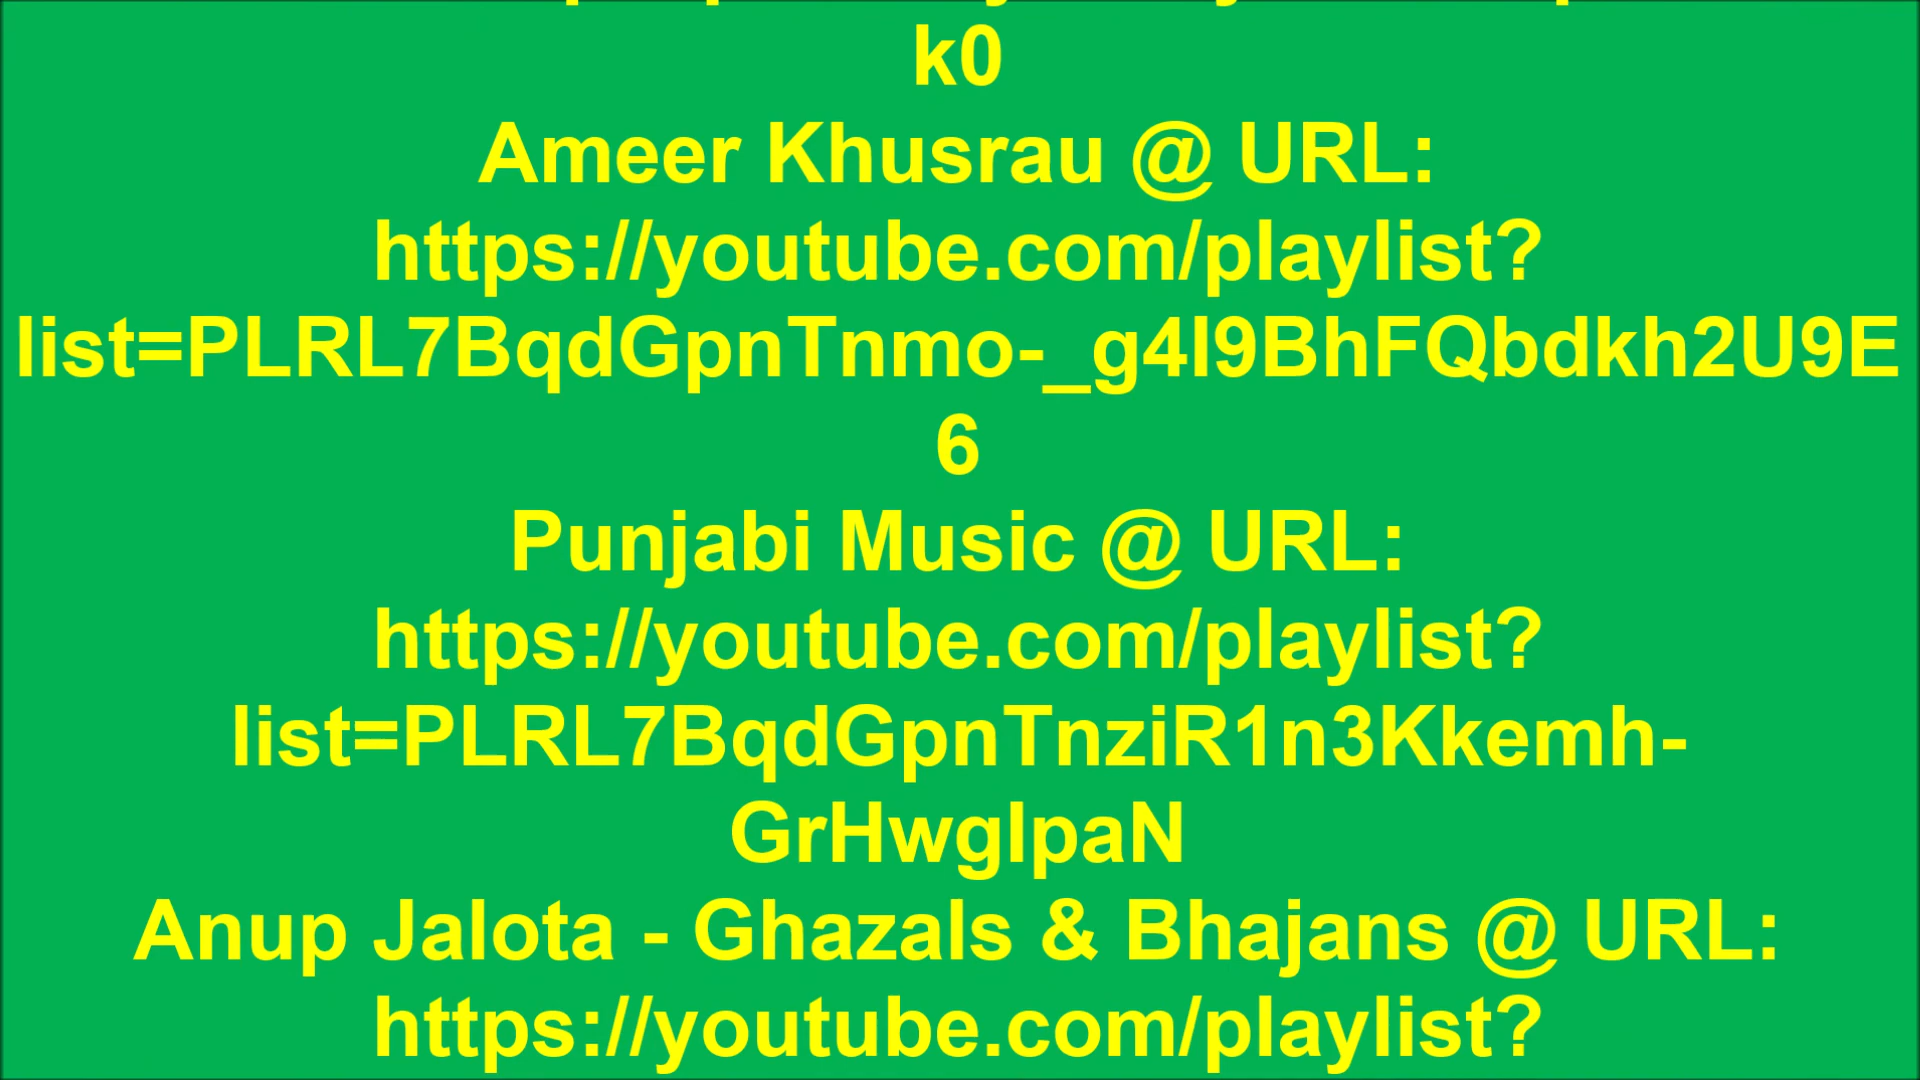 k0
Ameer Khusrau @ URL:
https://youtube.com/playlist?
list=PLRL7BqdGpnTnmo-_g4l9BhFQbdkh2U9E
6
Punjabi Music @ URL:
https://youtube.com/playlist?
list=PLRL7BqdGpnTnziR1n3Kkemh-
GrHwglpaN
Anup Jalota - Ghazals & Bhajans @ URL:
https://youtube.com/playlist?